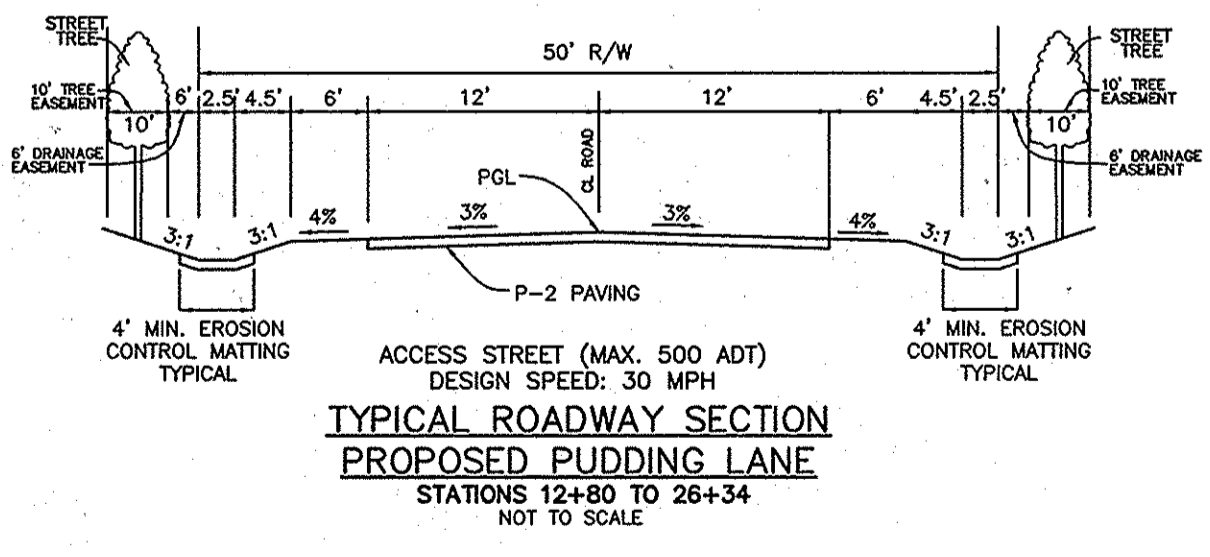 STREET
TREE
50' R/W
STREET
TREE
10' TREE
EASEMENT
6'
2.5'
4.5'
6'
12'
12'
6'
4.5'
2.5'
10' TREE
EASEMENT
10'
10'
6' DRAINAGE
EASEMENT
CL ROAD
6' DRAINAGE
EASEMENT
PGL
3:1
3:1
4%
3%
3%
4%
3:1
3:1
P-2 PAVING
4' MIN. EROSION
CONTROL MATTING
TYPICAL
4' MIN. EROSION
CONTROL MATTING
TYPICAL
ACCESS STREET (MAX. 500 ADT)
DESIGN SPEED: 30 MPH
TYPICAL ROADWAY SECTION
PROPOSED PUDDING LANE
STATIONS 12+80 TO 26+34
NOT TO SCALE